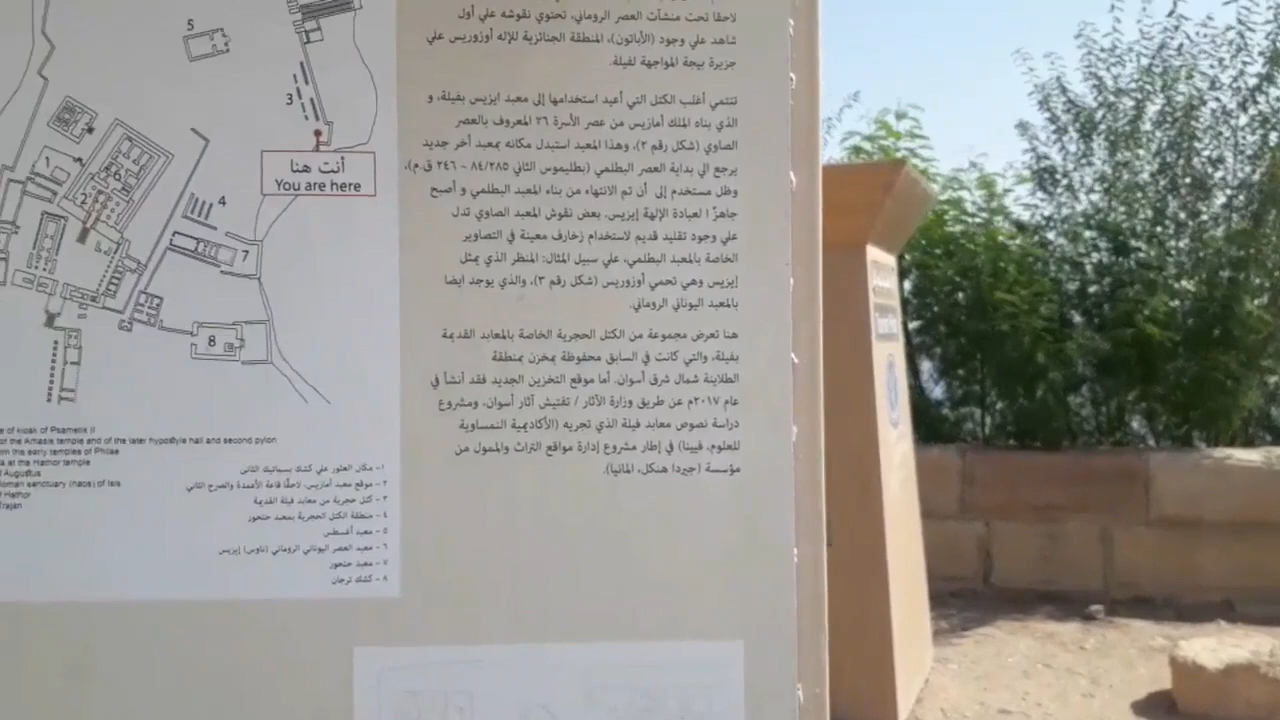 5
3
أنت هنا
You are here
1
6
2
4
7
8
e of kiosk of Psametik II
of the Amasis temple and of the later hypostyle hall and second pylon
m the early temples of Philae
a at the Hathor temple
f Augustus
Roman sanctuary (naos) of Isis
f Hathor
Trajan
١- مكان العثور علي كشك بسماتيك الثانى
٢ - موقع معبد أمازيس، لاحقًا قاعة الأعمدة والصرح الثاني
٣ - كتل حجرية من معابد فيلة القديمة
٤ - منطقة الكتل الحجرية بمعبد حتحور
٥ - معبد أغسطس
٦ - معبد العصر اليوناني الروماني (ناوس) إيزيس
٧ - معبد حتحور
٨ - كشك ترجان
لاحقا تحت منشآت العصر الروماني، تحتوي نقوشه علي أول
شاهد علي وجود (الأباتون)، المنطقة الجنائزية للإله أوزوريس علي
جزيرة بيجة المواجهة لفيلة.
تنتمي أغلب الكتل التي أعيد استخدامها إلى معبد ايزيس بفيلة، و
الذي بناه الملك أمازيس من عصر الأسرة ٢٦ المعروف بالعصر
الصاوي (شكل رقم ٢)، وهذا المعبد استبدل مكانه بمعبد أخر جديد
يرجع الي بداية العصر البطلمي (بطليموس الثاني ٨٤/٢٨٥ – ٢٤٦ ق.م)،
وظل مستخدم إلى أن تم الانتهاء من بناء المعبد البطلمي و أصبح
جاهزً ا لعبادة الإلهة إيزيس. بعض نقوش المعبد الصاوي تدل
علي وجود تقليد قديم لاستخدام زخارف معينة في التصاوير
الخاصة بالمعبد البطلمي، علي سبيل المثال: المنظر الذي يمثل
إيزيس وهي تحمي أوزوريس (شكل رقم ٣)، والذي يوجد ايضا
بالمعبد اليوناني الروماني.
هنا تعرض مجموعة من الكتل الحجرية الخاصة بالمعابد القديمة
بفيلة، والتي كانت في السابق محفوظة بمخزن بمنطقة
الطلاينة شمال شرق أسوان. أما موقع التخزين الجديد فقد أنشأ في
عام ٢٠١٧م عن طريق وزارة الآثار / تفتيش آثار أسوان، ومشروع
دراسة نصوص معابد فيلة الذي تجريه (الأكاديمية النمساوية
للعلوم، فيينا) في إطار مشروع إدارة مواقع التراث والممول من
مؤسسة (جيردا هنكل، المانيا).